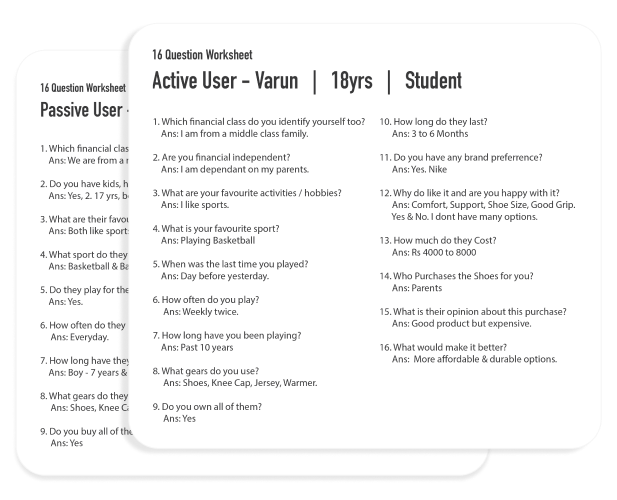 16 Question Worksheet
Passive User -
1. Which financial clas
Ans: We are from a
2. Do you have kids, h
Ans: Yes, 2. 17 yrs, b
3. What are their favou
Ans: Both like sport
4. What sport do they
Ans: Basketball & Ba
5. Do they play for the
Ans: Yes.
6. How often do they
Ans: Everyday.
7. How long have they
Ans: Boy - 7 years &
8. What gears do they
Ans: Shoes, Knee Ca
9. Do you buy all of the
Ans: Yes
16 Question Worksheet
Active User – Varun | 18yrs | Student
1. Which financial class do you identify yourself too?
Ans: I am from a middle class family.
2. Are you financial independent?
Ans: I am dependant on my parents.
3. What are your favourite activities / hobbies?
Ans: I like sports.
4. What is your favourite sport?
Ans: Playing Basketball
5. When was the last time you played?
Ans: Day before yesterday.
6. How often do you play?
Ans: Weekly twice.
7. How long have you been playing?
Ans: Past 10 years
8. What gears do you use?
Ans: Shoes, Knee Cap, Jersey, Warmer.
9. Do you own all of them?
Ans: Yes
10. How long do they last?
Ans: 3 to 6 Months
11. Do you have any brand preferrence?
Ans: Yes. Nike
12. Why do like it and are you happy with it?
Ans: Comfort, Support, Shoe Size, Good Grip.
Yes & No. I dont have many options.
13. How much do they Cost?
Ans: Rs 4000 to 8000
14. Who Purchases the Shoes for you?
Ans: Parents
15. What is their opinion about this purchase?
Ans: Good product but expensive.
16. What would make it better?
Ans: More affordable & durable options.